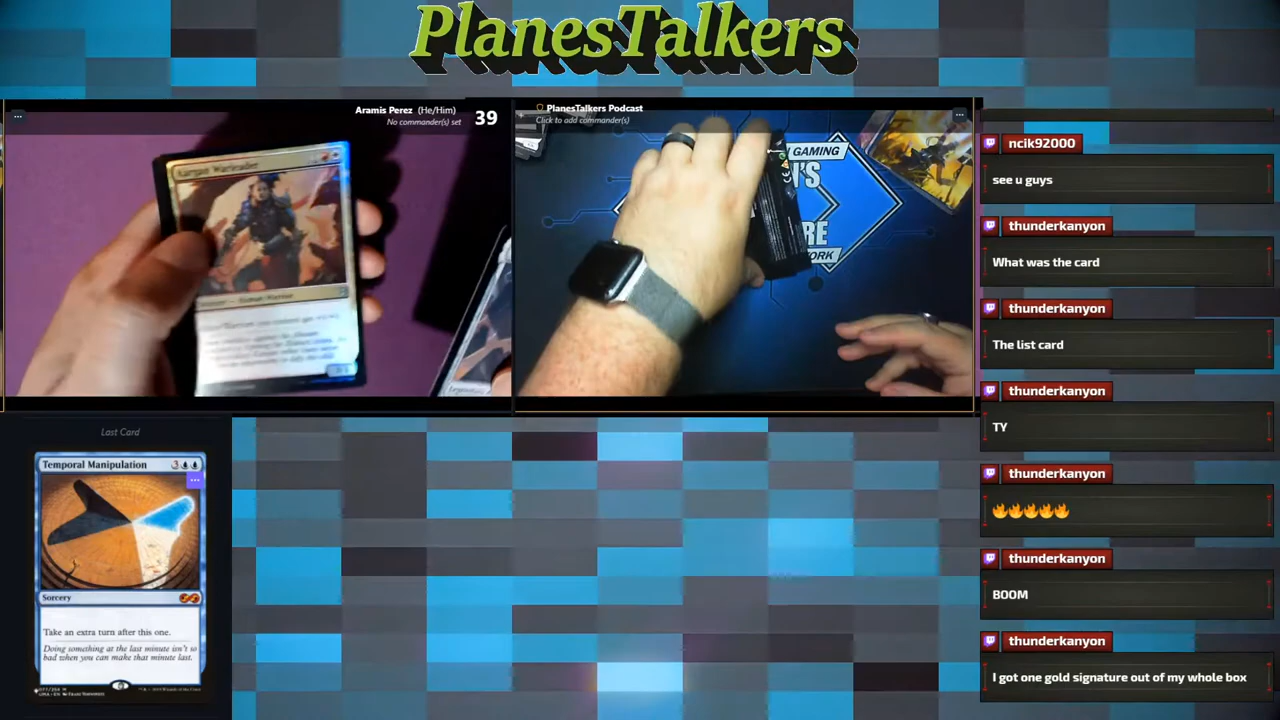 PlanesTalkers
Aramis Perez (He/Him)
No commander(s) set
39
PlanesTalkers Podcast
Click to add commander(s)
Warleader
GAMING
Last Card
Temporal Manipulation
3
Sorcery
Take an extra turn after this one.
Doing something at the last minute isn't so
bad when you can make that minute last.
ncik92000
see u guys
thunderkanyon
What was the card
thunderkanyon
The list card
thunderkanyon
TY
thunderkanyon
🔥🔥🔥🔥🔥
thunderkanyon
BOOM
thunderkanyon
I got one gold signature out of my whole box